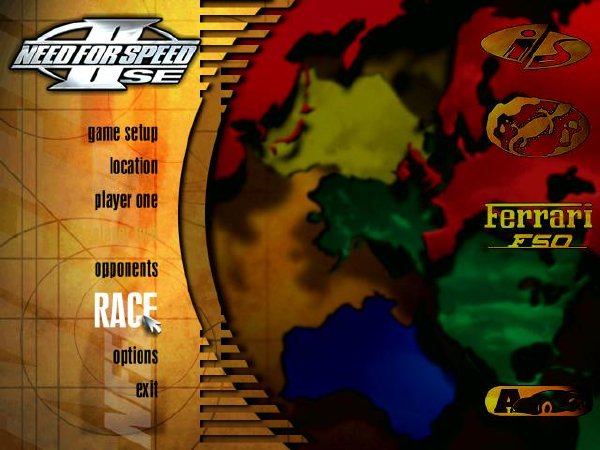 NEED FOR SPEED
II
SE
game setup
location
player one
opponents
RACE
options
exit
Ferrari
F50